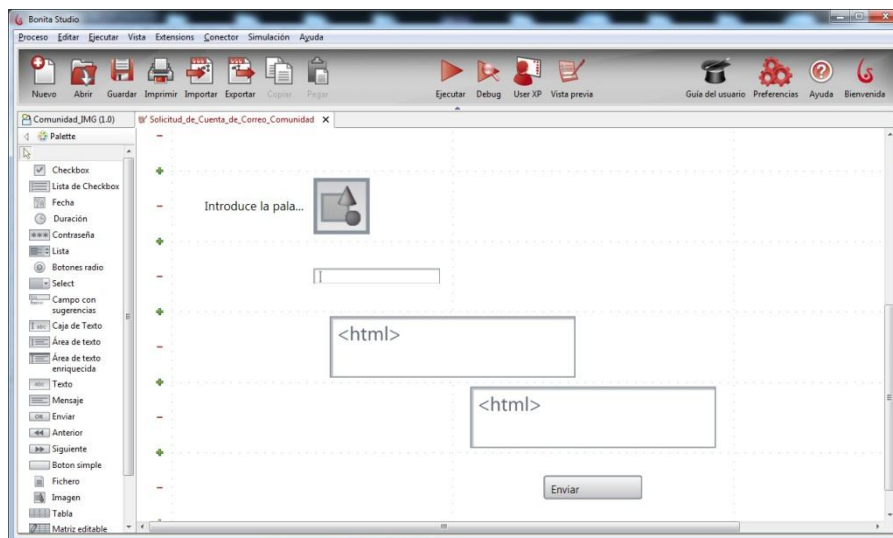 Bonita Studio
Proceso Editar Ejecutar Vista Extensions Conector Simulación Ayuda
Nuevo Abrir Guardar Imprimir Importar Exportar Copiar Pegar Ejecutar Debug User XP Vista previa Guía del usuario Preferencias Ayuda Bienvenida
Comunidad_IMG (1.0) Solicitud_de_Cuenta_de_Correo_Comunidad
Palette
Checkbox
Lista de Checkbox
Fecha
Duración
Contraseña
Lista
Botones radio
Select
Campo con
sugerencias
Caja de Texto
Área de texto
Área de texto
enriquecida
Texto
Mensaje
Enviar
Anterior
Siguiente
Boton simple
Fichero
Imagen
Tabla
Matriz editable
Introduce la pala...
<html>
<html>
Enviar